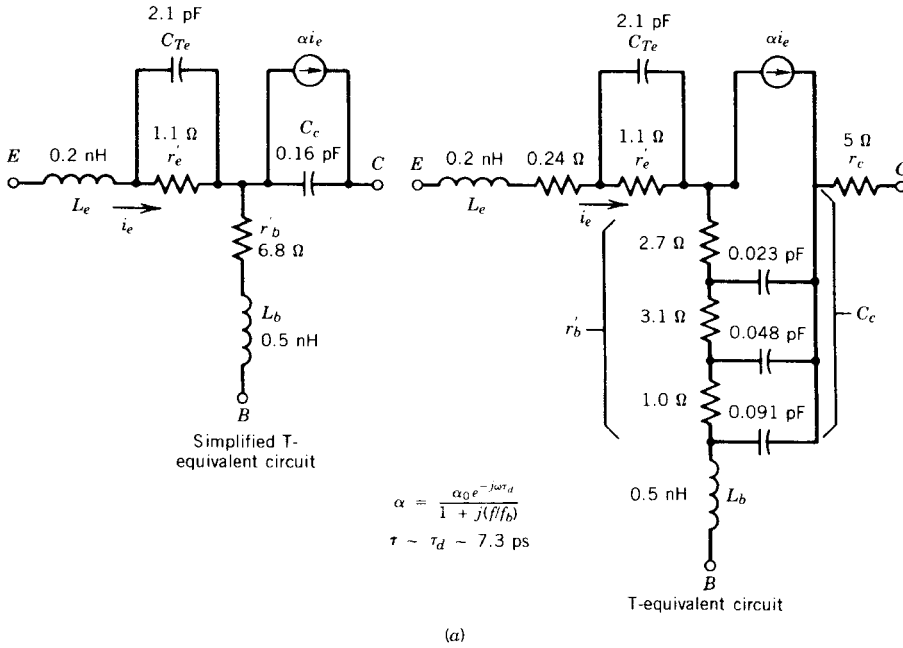 2.1 pF
C_Te
αi_e
1.1 Ω
r'_e
C_c
0.16 pF
E
0.2 nH
L_e
i_e
C
r'_b
6.8 Ω
L_b
0.5 nH
B
Simplified T-
equivalent circuit
2.1 pF
C_Te
αi_e
1.1 Ω
r'_e
E
0.2 nH
0.24 Ω
L_e
i_e
5 Ω
r_c
C
2.7 Ω
0.023 pF
r'_b
3.1 Ω
C_c
0.048 pF
1.0 Ω
0.091 pF
0.5 nH
L_b
B
T-equivalent circuit
α = α_0 e^{-jωτ_d} / 1 + j(f/f_b)
τ ~ τ_d ~ 7.3 ps
(a)